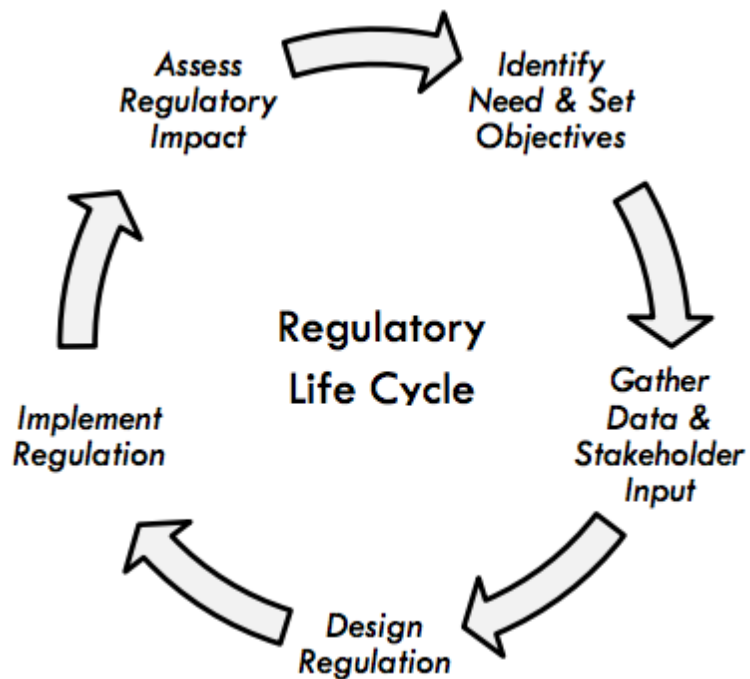 Assess
Regulatory
Impact
Identify
Need & Set
Objectives
Regulatory
Life Cycle
Gather
Data &
Stakeholder
Input
Implement
Regulation
Design
Regulation